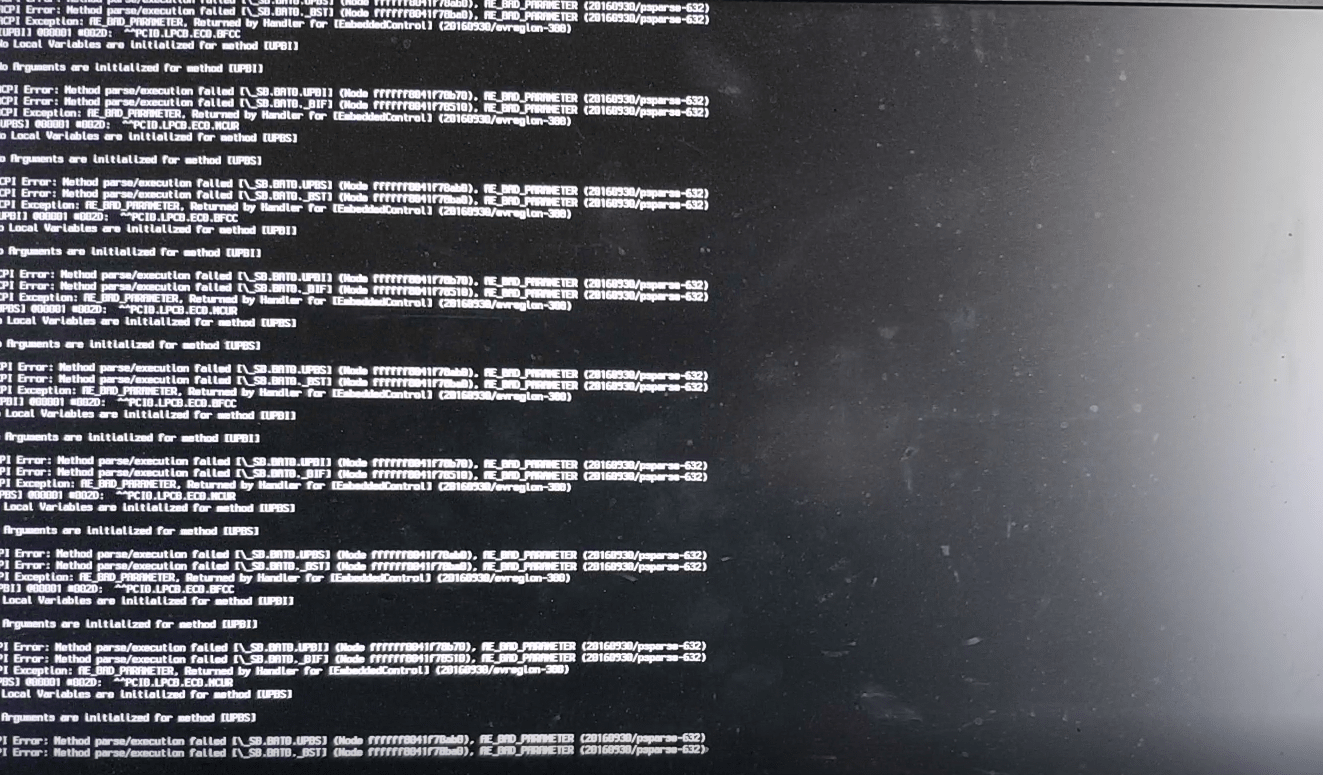 ACPI Error: Method parse/execution failed [\_SB.BAT0.UPBS] (Node ffffff8041f78ab0), AE_BAD_PARAMETER (20160930/psparse-632)
ACPI Error: Method parse/execution failed [\_SB.BAT0._BST] (Node ffffff8041f78ba0), AE_BAD_PARAMETER (20160930/psparse-632)
ACPI Exception: AE_BAD_PARAMETER, Returned by Handler for [EmbeddedControl] (20160930/evregion-300)
[UPBI] @00001 #002D: ^^PCI0.LPCB.EC0.BFCC
No Local Variables are initialized for method [UPBI]
No Arguments are initialized for method [UPBI]
ACPI Error: Method parse/execution failed [\_SB.BAT0.UPBI] (Node ffffff8041f78b70), AE_BAD_PARAMETER (20160930/psparse-632)
ACPI Error: Method parse/execution failed [\_SB.BAT0._BIF] (Node ffffff8041f78510), AE_BAD_PARAMETER (20160930/psparse-632)
ACPI Exception: AE_BAD_PARAMETER, Returned by Handler for [EmbeddedControl] (20160930/evregion-300)
UPBS] @00001 #002D: ^^PCI0.LPCB.EC0.MCUR
o Local Variables are initialized for method [UPBS]
o Arguments are initialized for method [UPBS]
CPI Error: Method parse/execution failed [\_SB.BAT0.UPBS] (Node ffffff8041f78ab0), AE_BAD_PARAMETER (20160930/psparse-632)
CPI Error: Method parse/execution failed [\_SB.BAT0._BST] (Node ffffff8041f78ba0), AE_BAD_PARAMETER (20160930/psparse-632)
CPI Exception: AE_BAD_PARAMETER, Returned by Handler for [EmbeddedControl] (20160930/evregion-300)
UPBI] @00001 #002D: ^^PCI0.LPCB.EC0.BFCC
o Local Variables are initialized for method [UPBI]
o Arguments are initialized for method [UPBI]
CPI Error: Method parse/execution failed [\_SB.BAT0.UPBI] (Node ffffff8041f78b70), AE_BAD_PARAMETER (20160930/psparse-632)
CPI Error: Method parse/execution failed [\_SB.BAT0._BIF] (Node ffffff8041f78510), AE_BAD_PARAMETER (20160930/psparse-632)
CPI Exception: AE_BAD_PARAMETER, Returned by Handler for [EmbeddedControl] (20160930/evregion-300)
UPBS] @00001 #002D: ^^PCI0.LPCB.EC0.MCUR
o Local Variables are initialized for method [UPBS]
o Arguments are initialized for method [UPBS]
CPI Error: Method parse/execution failed [\_SB.BAT0.UPBS] (Node ffffff8041f78ab0), AE_BAD_PARAMETER (20160930/psparse-632)
CPI Error: Method parse/execution failed [\_SB.BAT0._BST] (Node ffffff8041f78ba0), AE_BAD_PARAMETER (20160930/psparse-632)
PI Exception: AE_BAD_PARAMETER, Returned by Handler for [EmbeddedControl] (20160930/evregion-300)
PBI] @00001 #002D: ^^PCI0.LPCB.EC0.BFCC
Local Variables are initialized for method [UPBI]
Arguments are initialized for method [UPBI]
PI Error: Method parse/execution failed [\_SB.BAT0.UPBI] (Node ffffff8041f78b70), AE_BAD_PARAMETER (20160930/psparse-632)
PI Error: Method parse/execution failed [\_SB.BAT0._BIF] (Node ffffff8041f78510), AE_BAD_PARAMETER (20160930/psparse-632)
PI Exception: AE_BAD_PARAMETER, Returned by Handler for [EmbeddedControl] (20160930/evregion-300)
PBS] @00001 #002D: ^^PCI0.LPCB.EC0.MCUR
Local Variables are initialized for method [UPBS]
Arguments are initialized for method [UPBS]
PI Error: Method parse/execution failed [\_SB.BAT0.UPBS] (Node ffffff8041f78ab0), AE_BAD_PARAMETER (20160930/psparse-632)
PI Error: Method parse/execution failed [\_SB.BAT0._BST] (Node ffffff8041f78ba0), AE_BAD_PARAMETER (20160930/psparse-632)
PI Exception: AE_BAD_PARAMETER, Returned by Handler for [EmbeddedControl] (20160930/evregion-300)
PBI] @00001 #002D: ^^PCI0.LPCB.EC0.BFCC
Local Variables are initialized for method [UPBI]
Arguments are initialized for method [UPBI]
PI Error: Method parse/execution failed [\_SB.BAT0.UPBI] (Node ffffff8041f78b70), AE_BAD_PARAMETER (20160930/psparse-632)
PI Error: Method parse/execution failed [\_SB.BAT0._BIF] (Node ffffff8041f78510), AE_BAD_PARAMETER (20160930/psparse-632)
PI Exception: AE_BAD_PARAMETER, Returned by Handler for [EmbeddedControl] (20160930/evregion-300)
PBS] @00001 #002D: ^^PCI0.LPCB.EC0.MCUR
Local Variables are initialized for method [UPBS]
Arguments are initialized for method [UPBS]
PI Error: Method parse/execution failed [\_SB.BAT0.UPBS] (Node ffffff8041f78ab0), AE_BAD_PARAMETER (20160930/psparse-632)
PI Error: Method parse/execution failed [\_SB.BAT0._BST] (Node ffffff8041f78ba0), AE_BAD_PARAMETER (20160930/psparse-632)